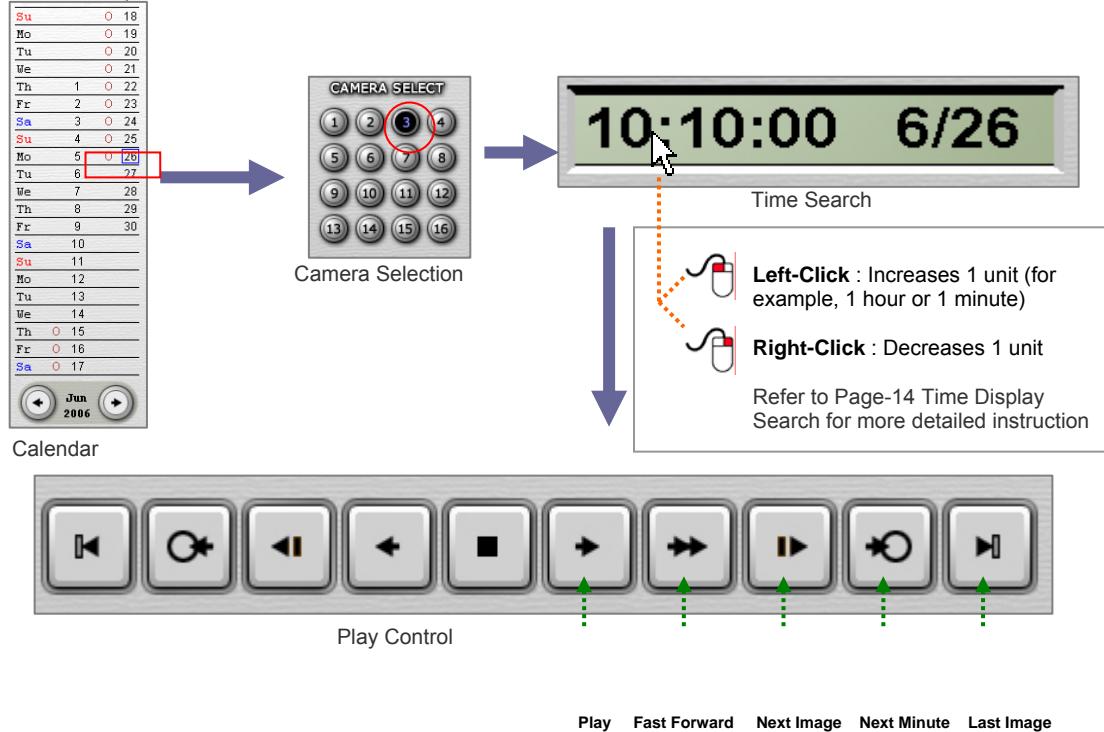 Su O 18
Mo O 19
Tu O 20
We O 21
Th 1 O 22
Fr 2 O 23
Sa 3 O 24
Su 4 O 25
Mo 5 O 26
Tu 6 27
We 7 28
Th 8 29
Fr 9 30
Sa 10
Su 11
Mo 12
Tu 13
We 14
Th O 15
Fr O 16
Sa O 17
Jun
2006
Calendar
CAMERA SELECT
1 2 3 4
5 6 7 8
9 10 11 12
13 14 15 16
Camera Selection
10:10:00 6/26
Time Search
Left-Click : Increases 1 unit (for
example, 1 hour or 1 minute)
Right-Click : Decreases 1 unit
Refer to Page-14 Time Display
Search for more detailed instruction
Play Control
Play Fast Forward Next Image Next Minute Last Image